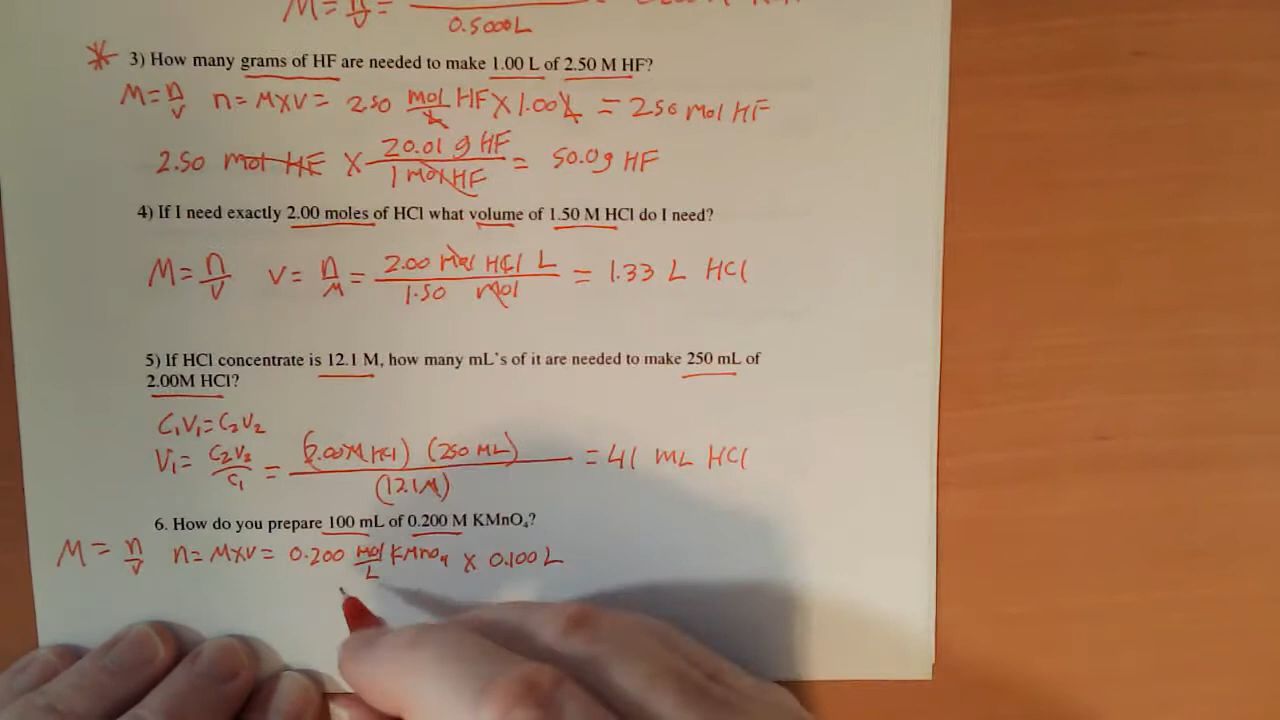 M = n/V =
0.5000L
* 3) How many grams of HF are needed to make 1.00 L of 2.50 M HF?
M = n/V n = M x V = 2.50 mol/L HF x 1.00 L = 2.50 mol HF
2.50 mol HF x 20.01 g HF / 1 mol HF = 50.0g HF
4) If I need exactly 2.00 moles of HCl what volume of 1.50 M HCl do I need?
M = n/V V = n/M = 2.00 mol HCl L / 1.50 mol = 1.33 L HCl
5) If HCl concentrate is 12.1 M, how many mL's of it are needed to make 250 mL of
2.00M HCl?
C₁V₁=C₂V₂
V₁ = C₂V₂/C₁ = (2.00M HCl) (250 mL) / (12.1M) = 41 mL HCl
6. How do you prepare 100 mL of 0.200 M KMnO₄?
M = n/V n = M x V = 0.200 mol/L KMnO₄ x 0.100 L